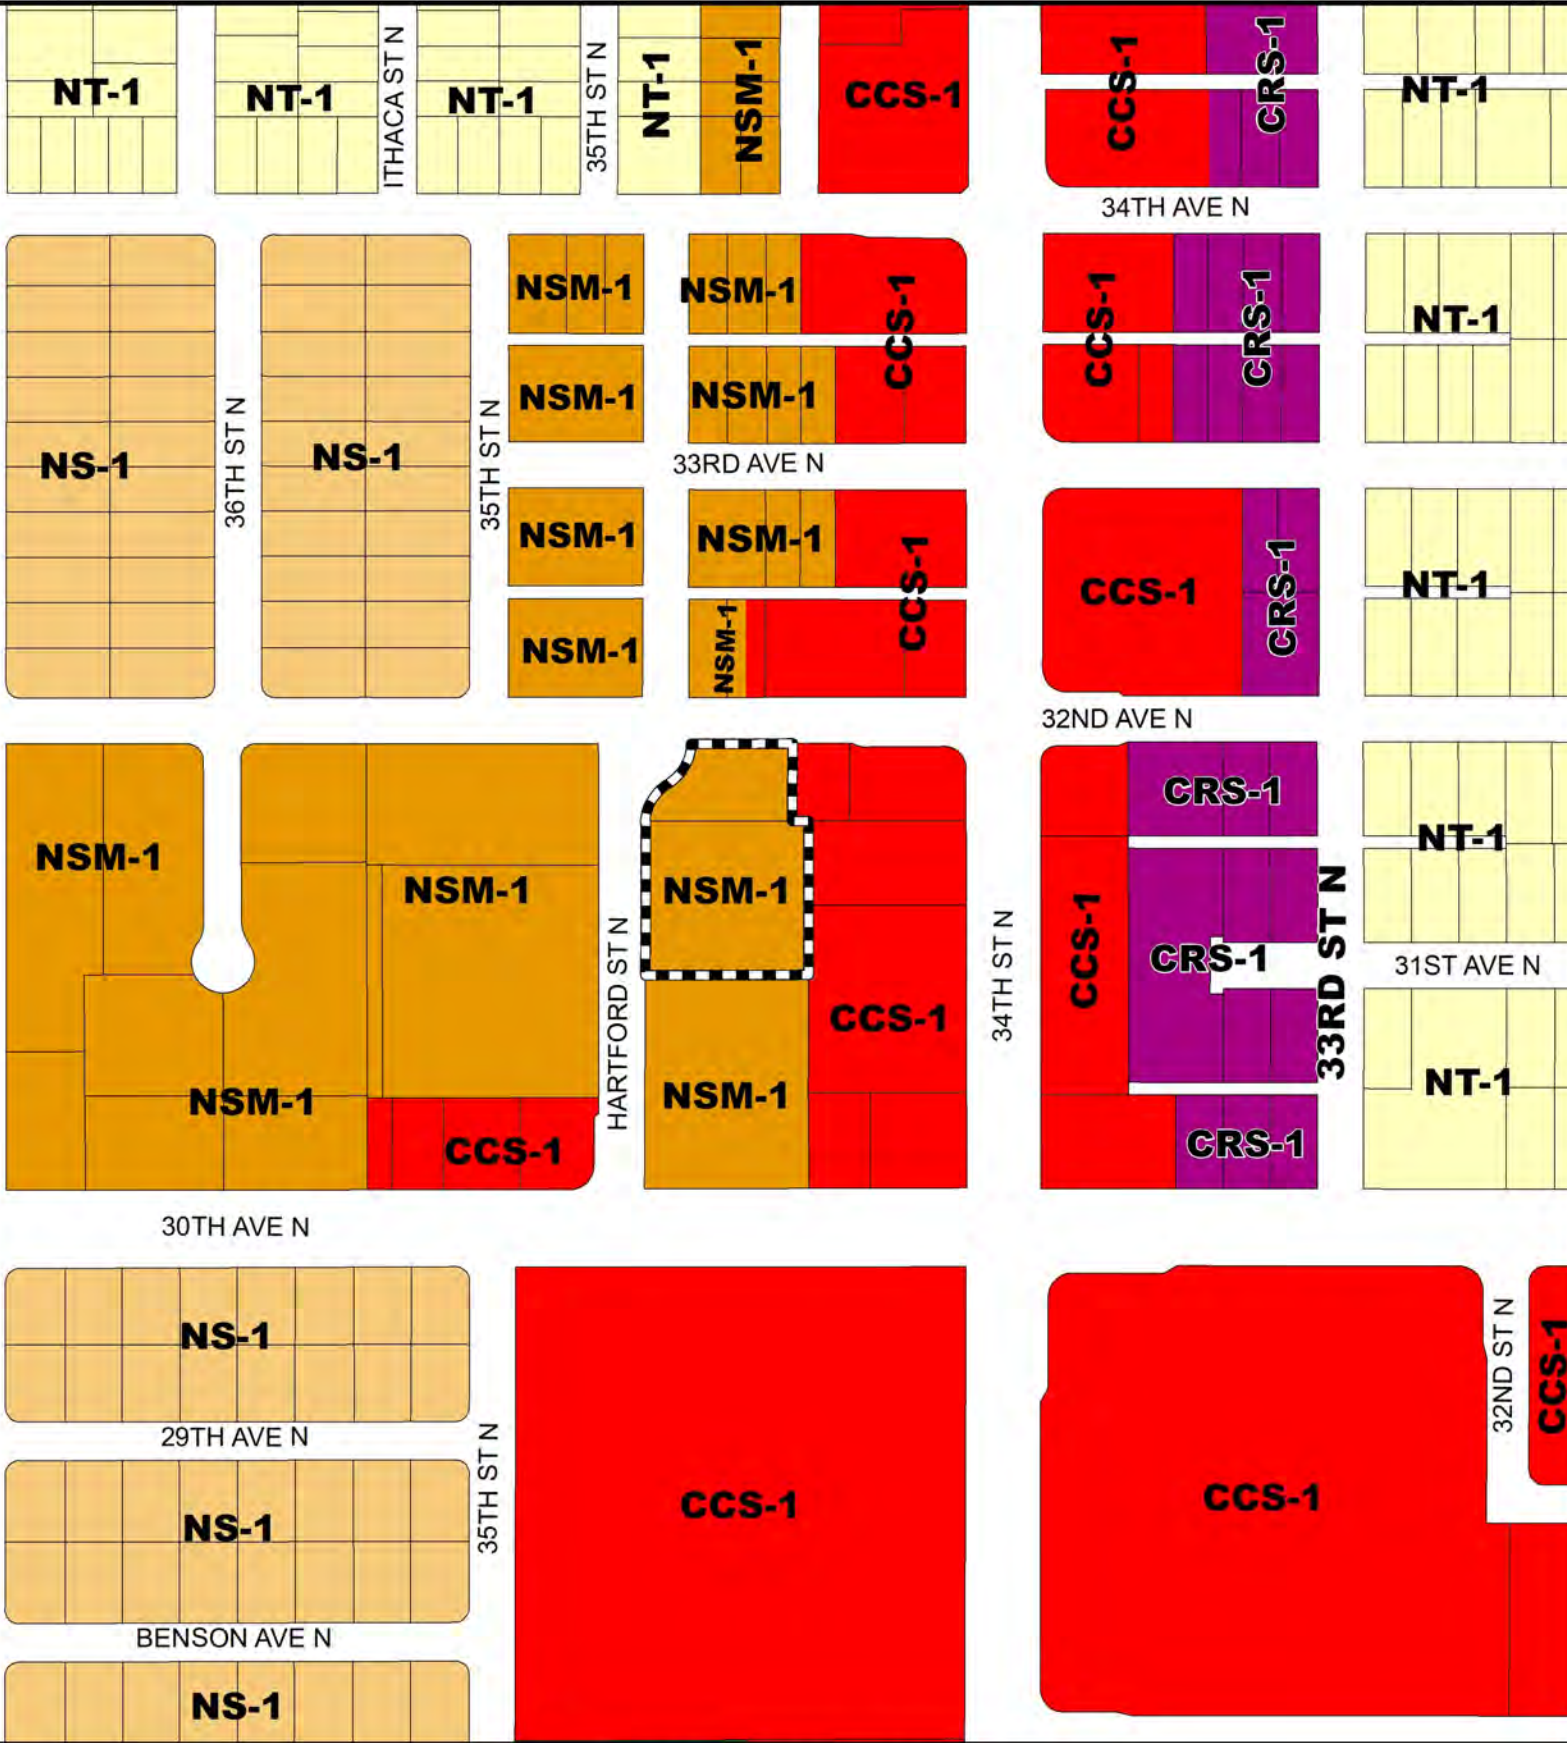 NT-1
NT-1
ITHACA ST N
NT-1
35TH ST N
NT-1
NSM-1
CCS-1
CCS-1
CRS-1
NT-1
34TH AVE N
NS-1
36TH ST N
NS-1
35TH ST N
NSM-1
NSM-1
CCS-1
CCS-1
CRS-1
NT-1
NSM-1
NSM-1
33RD AVE N
NSM-1
NSM-1
CCS-1
CCS-1
CRS-1
NT-1
NSM-1
NSM-1
32ND AVE N
NSM-1
NSM-1
HARTFORD ST N
NSM-1
CCS-1
34TH ST N
CCS-1
CRS-1
CRS-1
33RD ST N
NT-1
31ST AVE N
NSM-1
CCS-1
NSM-1
CRS-1
NT-1
30TH AVE N
NS-1
29TH AVE N
NS-1
35TH ST N
CCS-1
CCS-1
32ND ST N
CCS-1
BENSON AVE N
NS-1